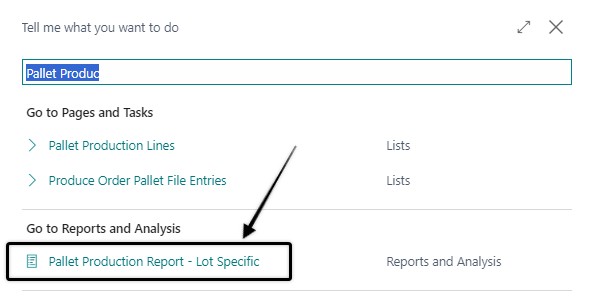 Tell me what you want to do
Pallet Produc
Go to Pages and Tasks
Pallet Production Lines Lists
Produce Order Pallet File Entries Lists
Go to Reports and Analysis
Pallet Production Report - Lot Specific Reports and Analysis